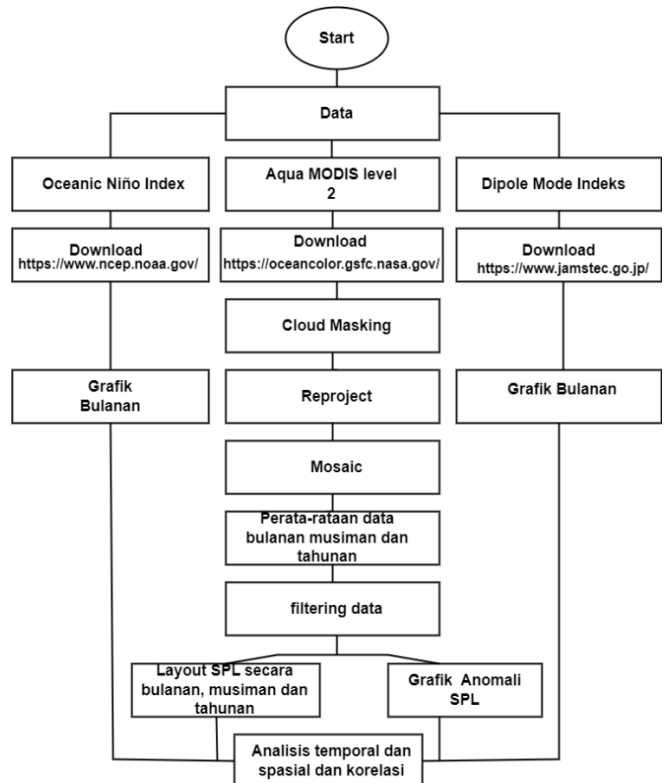 Start
Data
Oceanic Niño Index
Aqua MODIS level
2
Dipole Mode Indeks
Download
https://www.ncep.noaa.gov/
Download
https://oceancolor.gsfc.nasa.gov/
Download
https://www.jamstec.go.jp/
Cloud Masking
Grafik
Bulanan
Reproject
Grafik Bulanan
Mosaic
Perata-rataan data
bulanan musiman dan
tahunan
filtering data
Layout SPL secara
bulanan, musiman dan
tahunan
Grafik Anomali
SPL
Analisis temporal dan
spasial dan korelasi